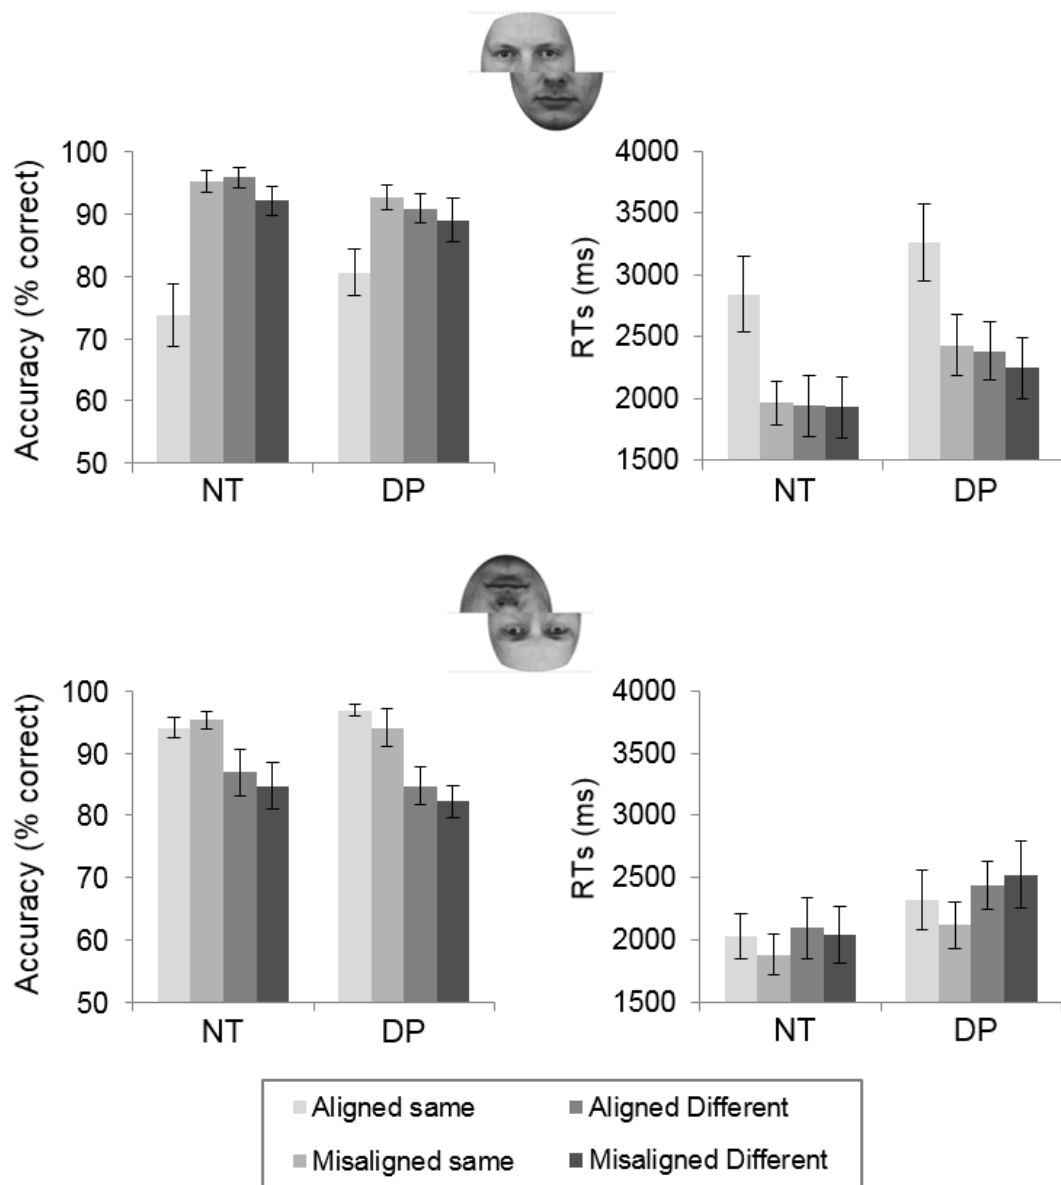 Accuracy (% correct)
100
90
80
70
60
50
NT
DP
RTs (ms)
4000
3500
3000
2500
2000
1500
NT
DP
Accuracy (% correct)
100
90
80
70
60
50
NT
DP
RTs (ms)
4000
3500
3000
2500
2000
1500
NT
DP
Aligned same
Aligned Different
Misaligned same
Misaligned Different